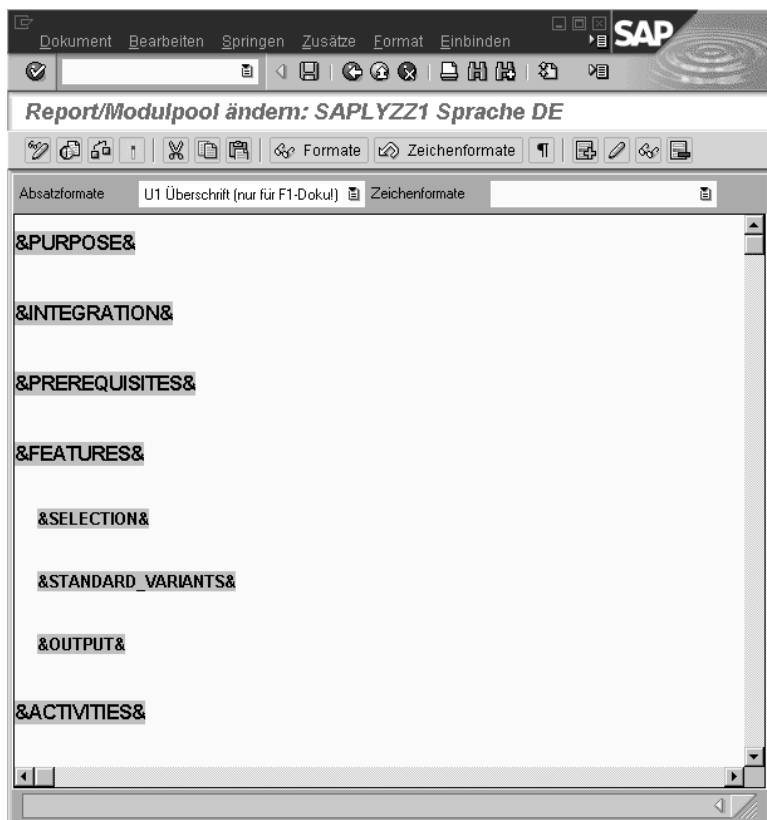 Dokument Bearbeiten Springen Zusätze Format Einbinden
SAP
Report/Modulpool ändern: SAPLYZZ1 Sprache DE
Formate Zeichenformate ¶
Absatzformate U1 Überschrift (nur für F1-Doku!) Zeichenformate
&PURPOSE&
&INTEGRATION&
&PREREQUISITES&
&FEATURES&
&SELECTION&
&STANDARD_VARIANTS&
&OUTPUT&
&ACTIVITIES&